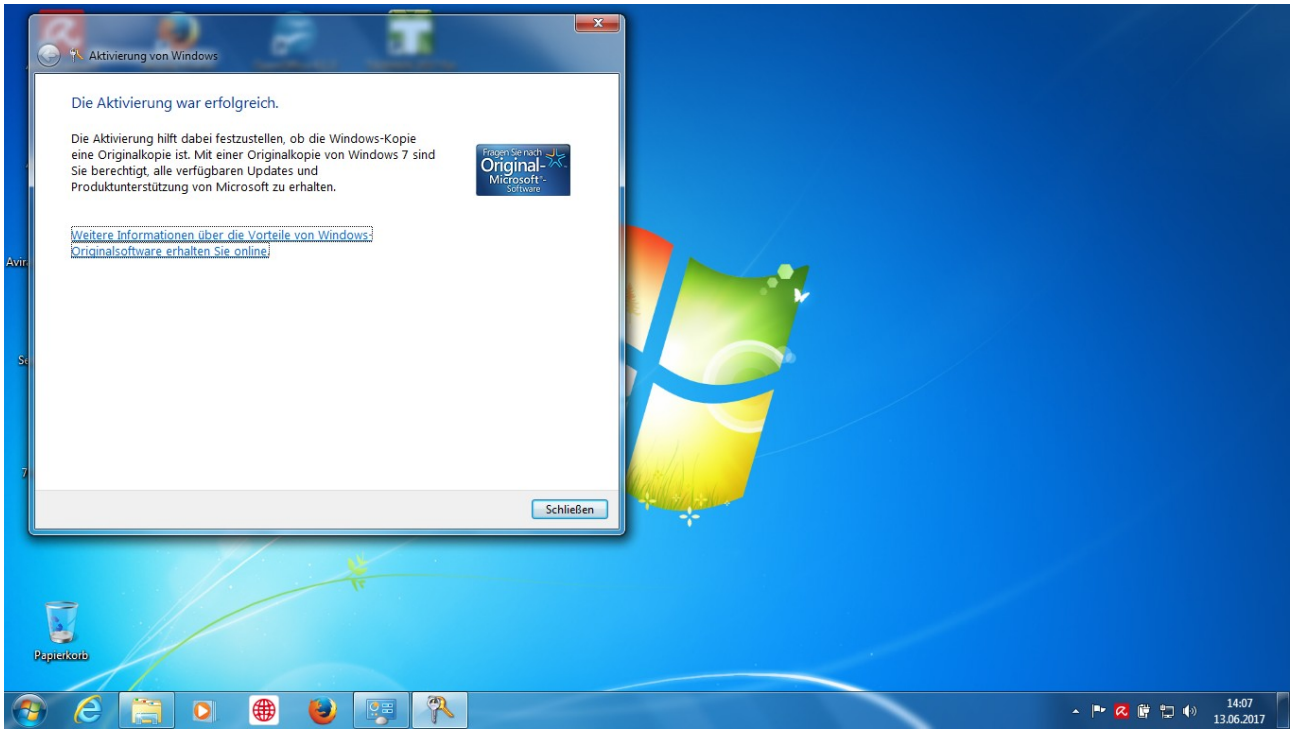 Aktivierung von Windows
Die Aktivierung war erfolgreich.
Die Aktivierung hilft dabei festzustellen, ob die Windows-Kopie
eine Originalkopie ist. Mit einer Originalkopie von Windows 7 sind
Sie berechtigt, alle verfügbaren Updates und
Produktunterstützung von Microsoft zu erhalten.
Fragen Sie nach
Original-
Microsoft®-
Software
Weitere Informationen über die Vorteile von Windows-
Originalsoftware erhalten Sie online.
Schließen
Papierkorb
14:07
13.06.2017